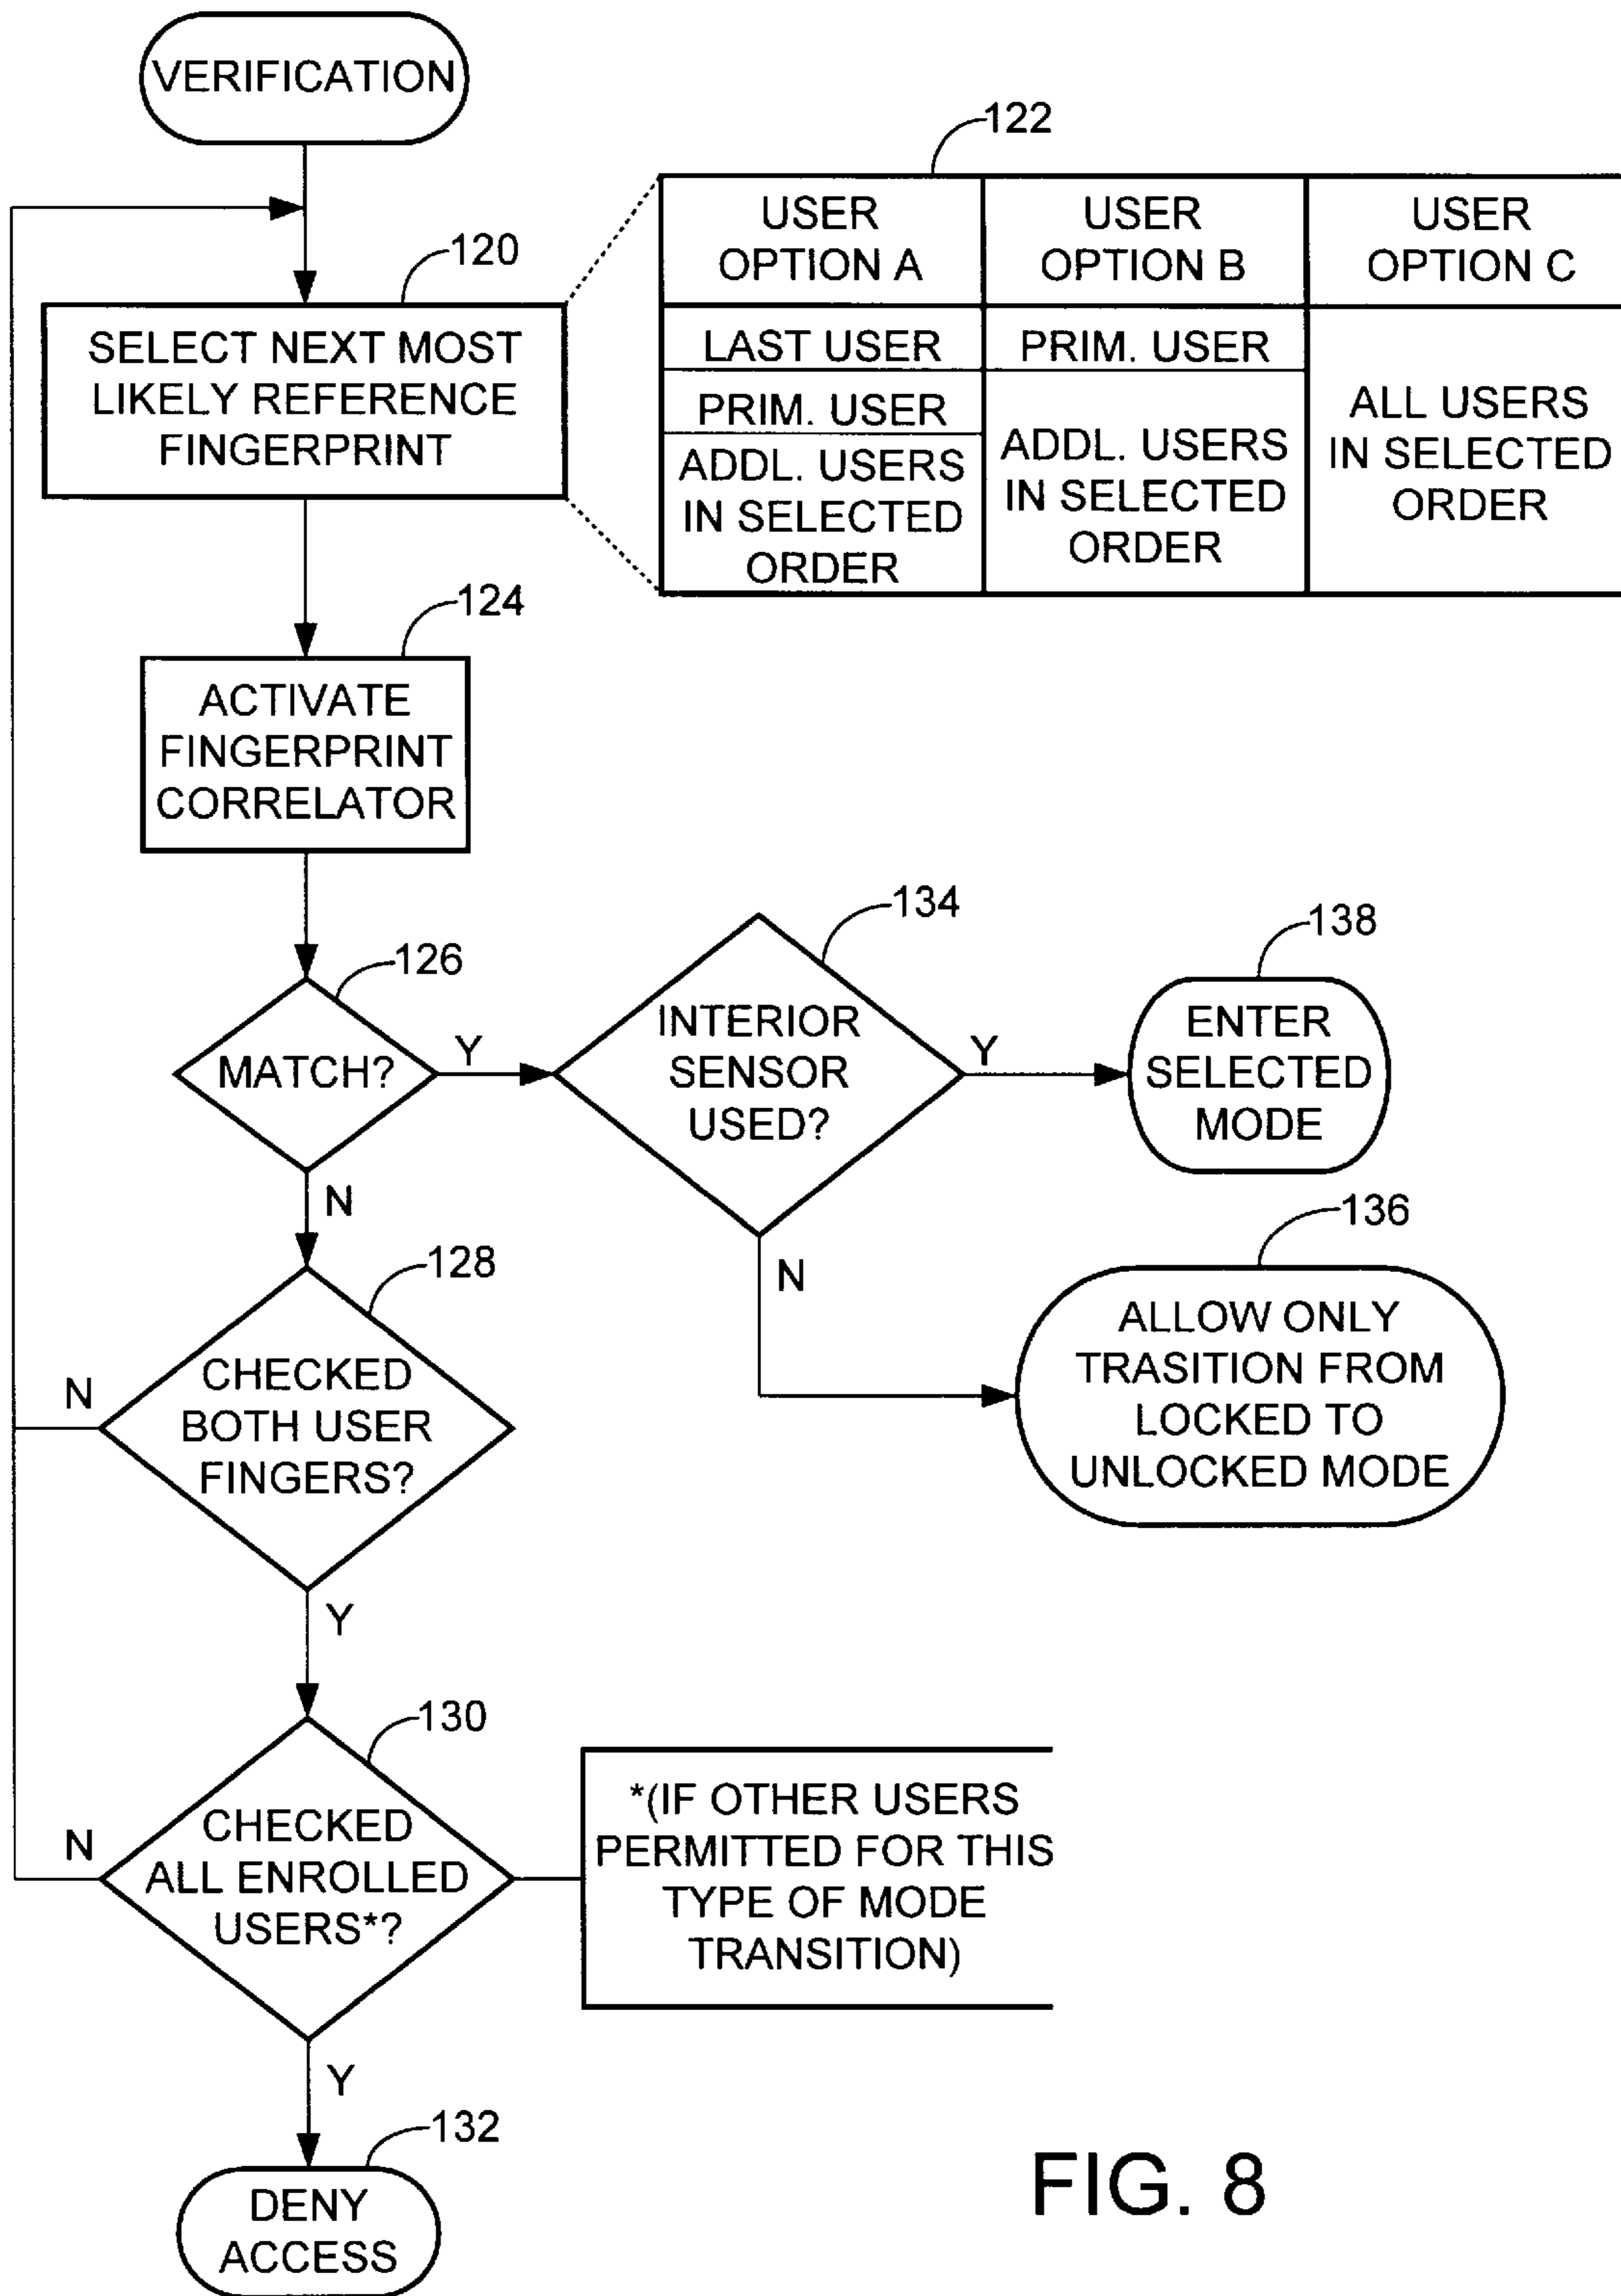 VERIFICATION
122
120
SELECT NEXT MOST
LIKELY REFERENCE
FINGERPRINT
USER
OPTION A
USER
OPTION B
USER
OPTION C
LAST USER
PRIM. USER
ADDL. USERS
IN SELECTED
ORDER
PRIM. USER
ADDL. USERS
IN SELECTED
ORDER
ALL USERS
IN SELECTED
ORDER
124
ACTIVATE
FINGERPRINT
CORRELATOR
126
MATCH?
Y
N
134
INTERIOR
SENSOR
USED?
Y
N
138
ENTER
SELECTED
MODE
136
ALLOW ONLY
TRASITION FROM
LOCKED TO
UNLOCKED MODE
128
CHECKED
BOTH USER
FINGERS?
N
Y
130
CHECKED
ALL ENROLLED
USERS*?
N
Y
*(IF OTHER USERS
PERMITTED FOR THIS
TYPE OF MODE
TRANSITION)
132
DENY
ACCESS
FIG. 8